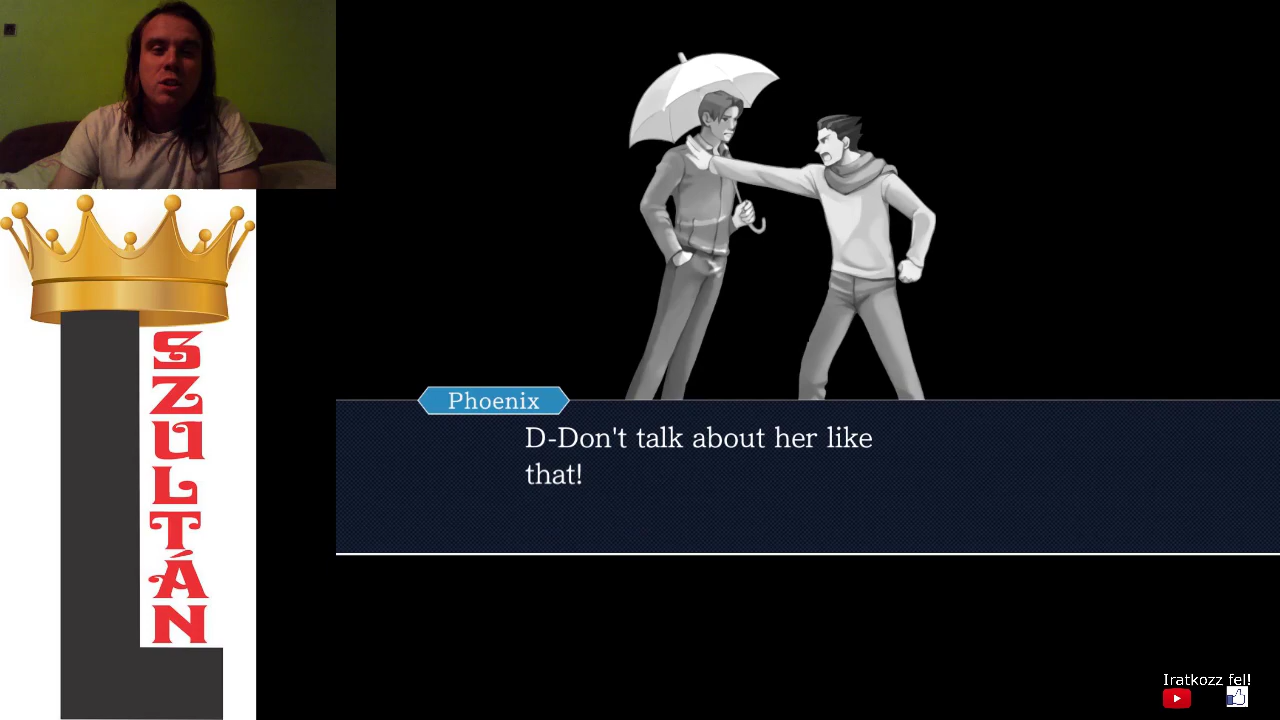 L
SZULTÁN
Phoenix
D-Don't talk about her like
that!
Iratkozz fel!